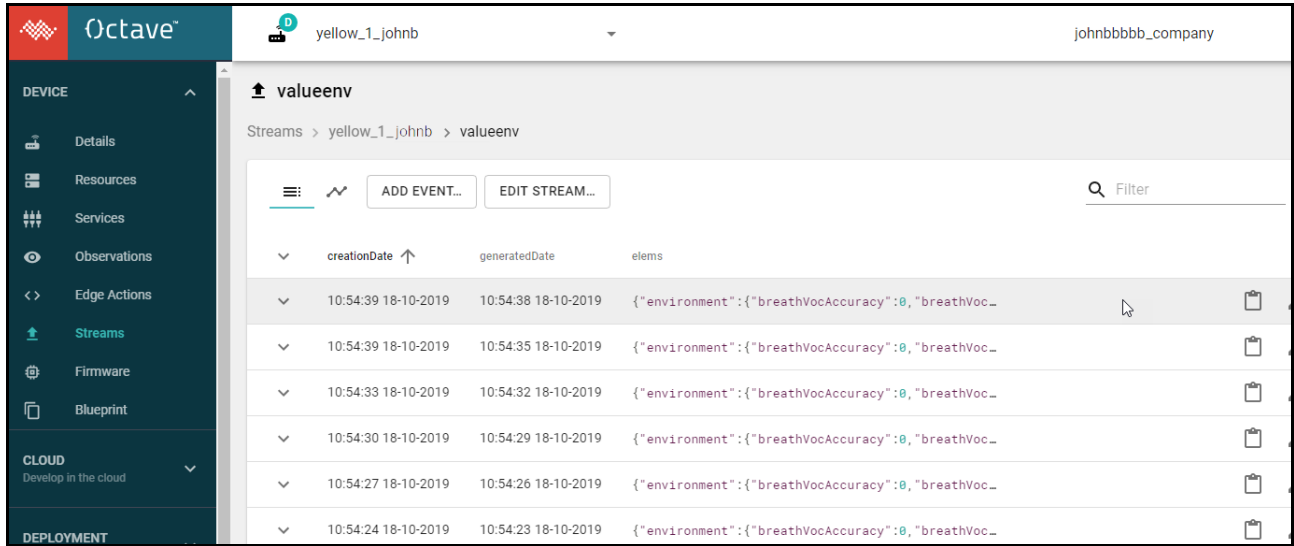 Octave™
D
yellow_1_johnb
johnbbbbb_company
DEVICE
Details
Resources
Services
Observations
Edge Actions
Streams
Firmware
Blueprint
CLOUD
Develop in the cloud
DEPLOYMENT
valueenv
Streams > yellow_1_johnb > valueenv
ADD EVENT... EDIT STREAM... Filter
creationDate generatedDate elems
10:54:39 18-10-2019 10:54:38 18-10-2019 {"environment":{"breathVocAccuracy":0,"breathVoc…
10:54:39 18-10-2019 10:54:35 18-10-2019 {"environment":{"breathVocAccuracy":0,"breathVoc…
10:54:33 18-10-2019 10:54:32 18-10-2019 {"environment":{"breathVocAccuracy":0,"breathVoc…
10:54:30 18-10-2019 10:54:29 18-10-2019 {"environment":{"breathVocAccuracy":0,"breathVoc…
10:54:27 18-10-2019 10:54:26 18-10-2019 {"environment":{"breathVocAccuracy":0,"breathVoc…
10:54:24 18-10-2019 10:54:23 18-10-2019 {"environment":{"breathVocAccuracy":0,"breathVoc…